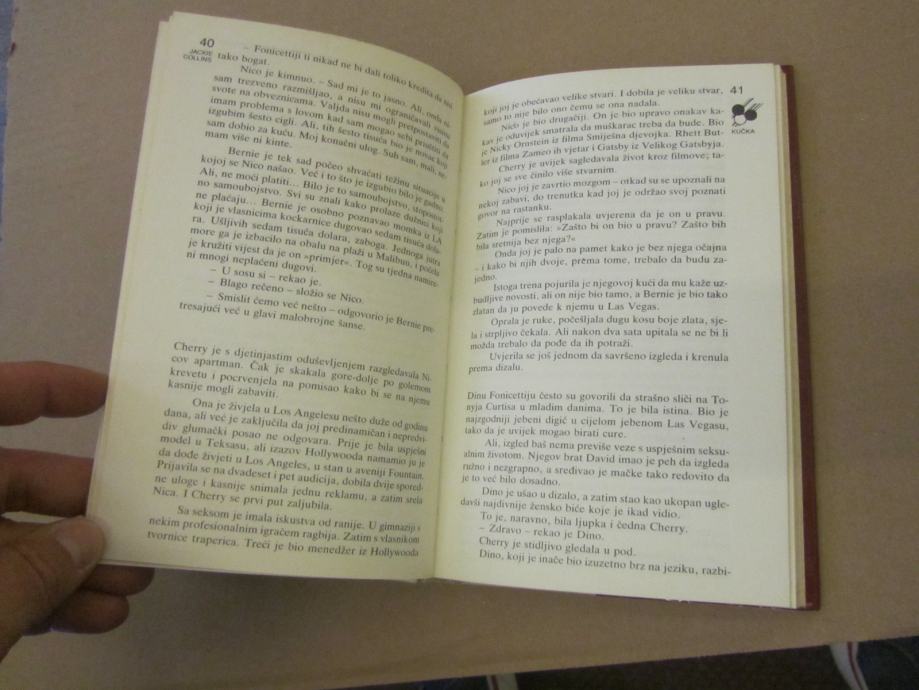 40
JACKIE
COLLINS
– Fonicettiji ti nikad ne bi dali toliko kredita da nisi
tako bogat.
Nico je kimnuo. – Sad mi je to jasno. Ali, onda ni-
sam trezveno razmišljao, a nisu mi ograničavali visinu
svote na obveznicama. Valjda nisu mogli pretpostaviti da
imam problema s lovom kad sam mogao sebi priuštiti da
izgubim šesto cigli. Ali, tih šesto tisuća bio je novac koji
sam dobio za kuću. Moj konačni ulog. Suh sam, mali, ne-
mam više ni kinte.
Bernie je tek sad počeo shvaćati težinu situacije u
kojoj se Nico našao. Već i to što je izgubio bilo je gadno.
Ali, ne moći platiti… Bilo je to samoubojstvo, stopostot-
no samoubojstvo. Svi su znali kako prolaze dužnici koji
ne plaćaju… Bernie je osobno poznavao momka iz LA
koji je vlasnicima kockarnice dugovao sedam tisuća dola-
ra. Ušljivih sedam tisuća dolara, zaboga. Jednoga jutra
more ga je izbacilo na obalu na plaži u Malibuu, i počela
je kružiti vijest da je on »primjer«. Tog su tjedna namire-
ni mnogi neplaćeni dugovi.
– U sosu si – rekao je.
– Blago rečeno – složio se Nico.
– Smislit ćemo već nešto – odgovorio je Bernie pre-
tresajući već u glavi malobrojne šanse.
Cherry je s djetinjastim oduševljenjem razgledavala Ni-
cov apartman. Čak je skakala gore-dolje po golemom
krevetu i pocrvenjela na pomisao kako bi se na njemu
kasnije mogli zabaviti.
Ona je živjela u Los Angelesu nešto duže od godinu
dana, ali već je zaključila da joj predinamičan i nepredvi-
div glumački posao ne odgovara. Prije je bila uspješni
model u Teksasu, ali izazov Hollywooda namamio ju je
da dođe živjeti u Los Angeles, u stan u aveniji Fountain.
Prijavila se na dvadeset i pet audicija, dobila dvije spored-
ne uloge i kasnije snimala jednu reklamu, a zatim srela
Nica. I Cherry se prvi put zaljubila.
Sa seksom je imala iskustva od ranije. U gimnaziji s
nekim profesionalnim igračem ragbija. Zatim s vlasnikom
tvornice traperica. Treći je bio menedžer iz Hollywooda
41
KUČKA
koji joj je obećavao velike stvari. I dobila je veliku stvar,
samo to nije bilo ono čemu se ona nadala.
Nico je bio drugačiji. On je bio upravo onakav ka-
kav je oduvijek smatrala da muškarac treba da bude. Bio
je Nicky Ornstein iz filma Smiješna djevojka. Rhett But-
ler iz filma Zameo ih vjetar i Gatsby iz Velikog Gatsbyja.
Cherry je uvijek sagledavala život kroz filmove; ta-
ko joj se sve činilo više stvarnim.
Nico joj je zavrtio mozgom – otkad su se upoznali na
nekoj zabavi, do trenutka kad joj je održao svoj poznati
govor na rastanku.
Najprije se rasplakala uvjerena da je on u pravu.
Zatim je pomislila: »Zašto bi on bio u pravu? Zašto bih
bila sretnija bez njega?«
Onda joj je palo na pamet kako je bez njega očajna
– i kako bi njih dvoje, prema tome, trebalo da budu za-
jedno.
Istoga trena pojurila je njegovoj kući da mu kaže uz-
budljive novosti, ali on nije bio tamo, a Bernie je bio tako
zlatan da ju povede k njemu u Las Vegas.
Oprala je ruke, počešljala dugu kosu boje zlata, sje-
la i strpljivo čekala. Ali nakon dva sata upitala se ne bi li
možda trebalo da pođe da ih potraži.
Uvjerila se još jednom da savršeno izgleda i krenula
prema dizalu.
Dinu Fonicettiju često su govorili da strašno sliči na To-
nyja Curtisa u mladim danima. To je bila istina. Bio je
najzgodniji jebeni digić u cijelom jebenom Las Vegasu,
tako da je uvijek mogao birati cure.
Ali, izgled baš nema previše veze s uspješnim seksu-
alnim životom. Njegov brat David imao je peh da izgleda
ružno i nezgrapno, a sređivao je mačke tako redovito da
je to već bilo dosadno.
Dino je ušao u dizalo, a zatim stao kao ukopan ugle-
davši najdivnije žensko biće koje je ikad vidio.
To je, naravno, bila ljupka i čedna Cherry.
– Zdravo – rekao je Dino.
Cherry je stidljivo gledala u pod.
Dino, koji je inače bio izuzetno brz na jeziku, razbi-